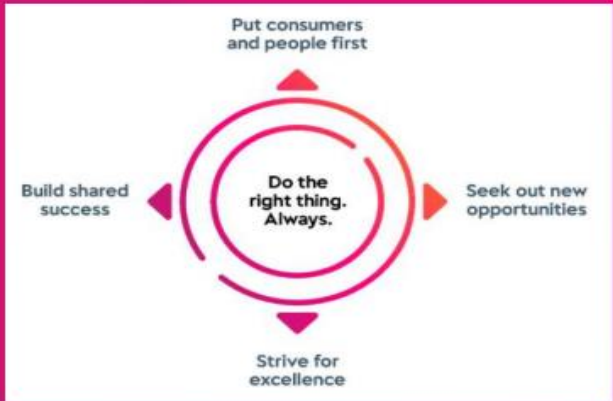 Put consumers
and people first
Build shared
success
Do the
right thing.
Always.
Seek out new
opportunities
Strive for
excellence